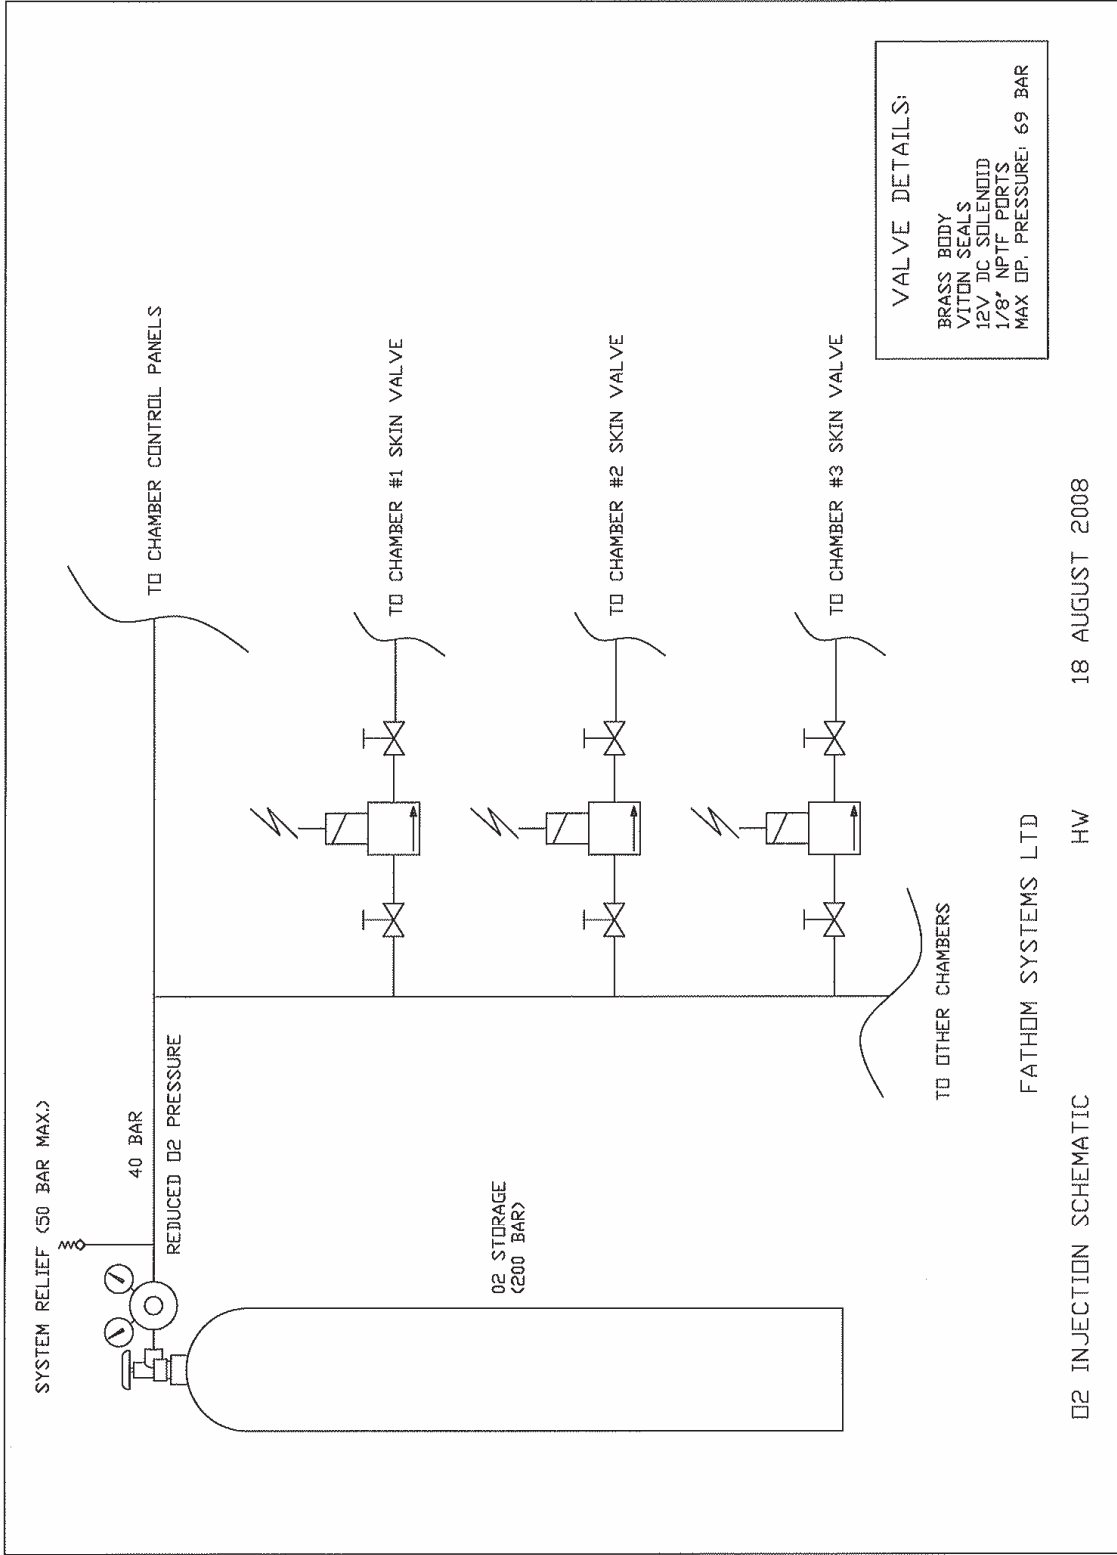 SYSTEM RELIEF (50 BAR MAX.)
40 BAR
REDUCED O2 PRESSURE
TO CHAMBER CONTROL PANELS
TO CHAMBER #1 SKIN VALVE
TO CHAMBER #2 SKIN VALVE
TO CHAMBER #3 SKIN VALVE
O2 STORAGE
(200 BAR)
TO OTHER CHAMBERS
VALVE DETAILS:
BRASS BODY
VITON SEALS
12V DC SOLENOID
1/8" NPTF PORTS
MAX OP. PRESSURE: 69 BAR
FATHOM SYSTEMS LTD
O2 INJECTION SCHEMATIC
HW
18 AUGUST 2008